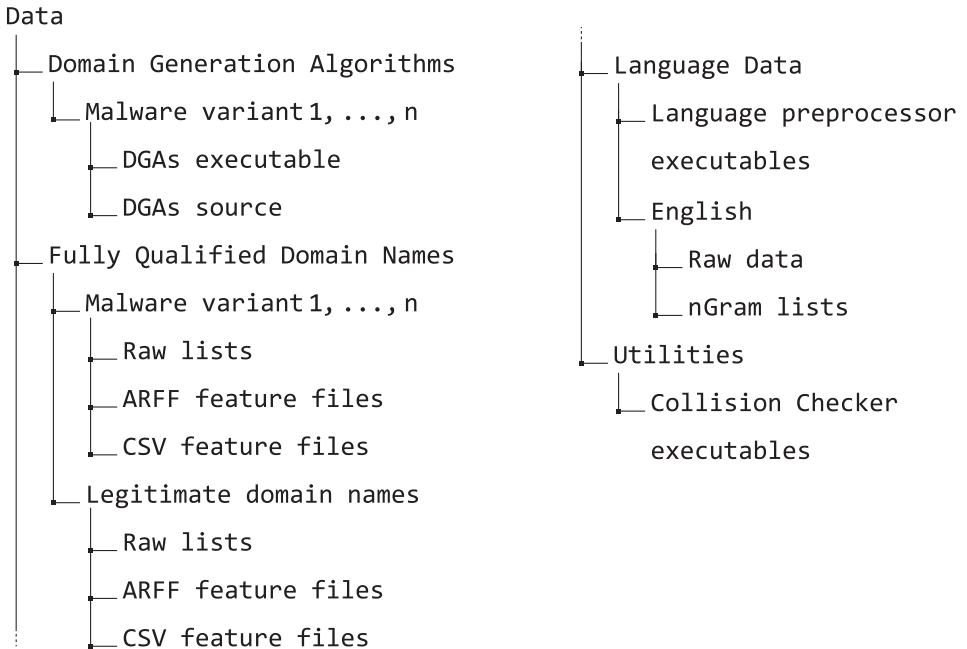 Data
Domain Generation Algorithms
Malware variant 1, ..., n
DGAs executable
DGAs source
Fully Qualified Domain Names
Malware variant 1, ..., n
Raw lists
ARFF feature files
CSV feature files
Legitimate domain names
Raw lists
ARFF feature files
CSV feature files
Language Data
Language preprocessor
executables
English
Raw data
nGram lists
Utilities
Collision Checker
executables